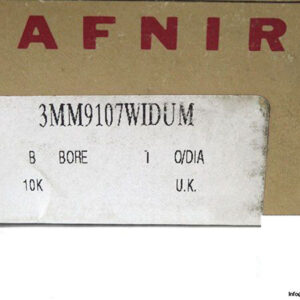 AFNIR
3MM9107WIDUM
B BORE 1 O/DIA
10K U.K.